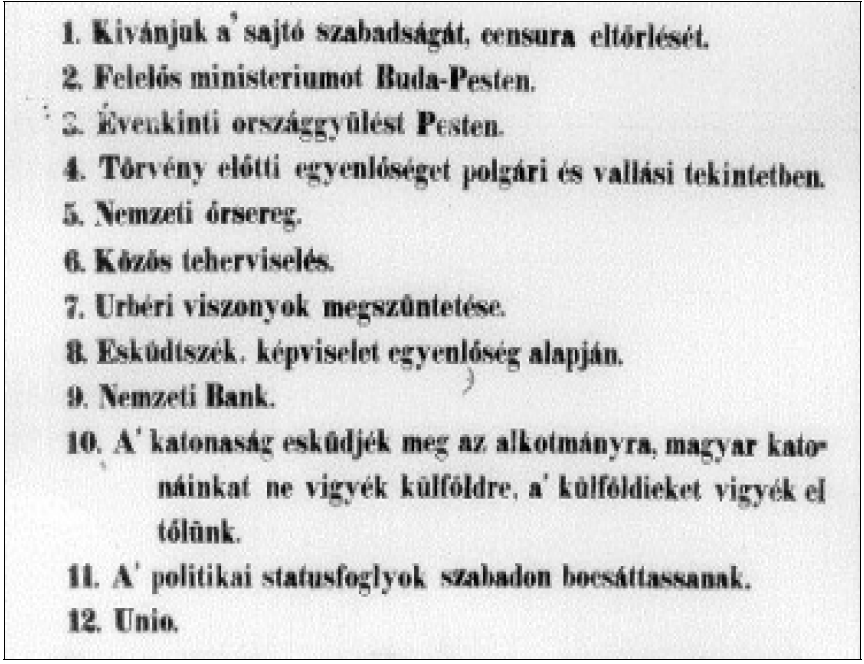 1. Kivánjuk a' sajtó szabadságát, censura eltörlését.
2. Felelős ministeriumot Buda-Pesten.
3. Évenkinti országgyülést Pesten.
4. Törvény előtti egyenlőséget polgári és vallási tekintetben.
5. Nemzeti őrsereg.
6. Közös teherviselés.
7. Urbéri viszonyok megszüntetése.
8. Esküdtszék. képviselet egyenlőség alapján.
9. Nemzeti Bank.
10. A' katonaság esküdjék meg az alkotmányra, magyar kato-
náinkat ne vigyék külföldre, a' külföldieket vigyék el
tőlünk.
11. A' politikai statusfoglyok szabadon bocsáttassanak.
12. Unio.